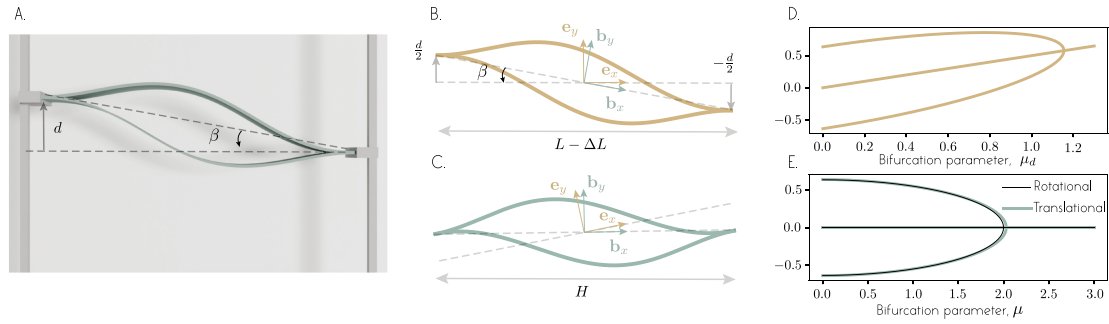 A.
d
β
B.
d/2
e_y
b_y
-d/2
β
e_x
b_x
L − ΔL
C.
e_y
b_y
e_x
b_x
H
D.
0.5
0.0
−0.5
0.0 0.2 0.4 0.6 0.8 1.0 1.2
Bifurcation parameter, μ_d
E.
0.5
0.0
−0.5
Rotational
Translational
0.0 0.5 1.0 1.5 2.0 2.5 3.0
Bifurcation parameter, μ